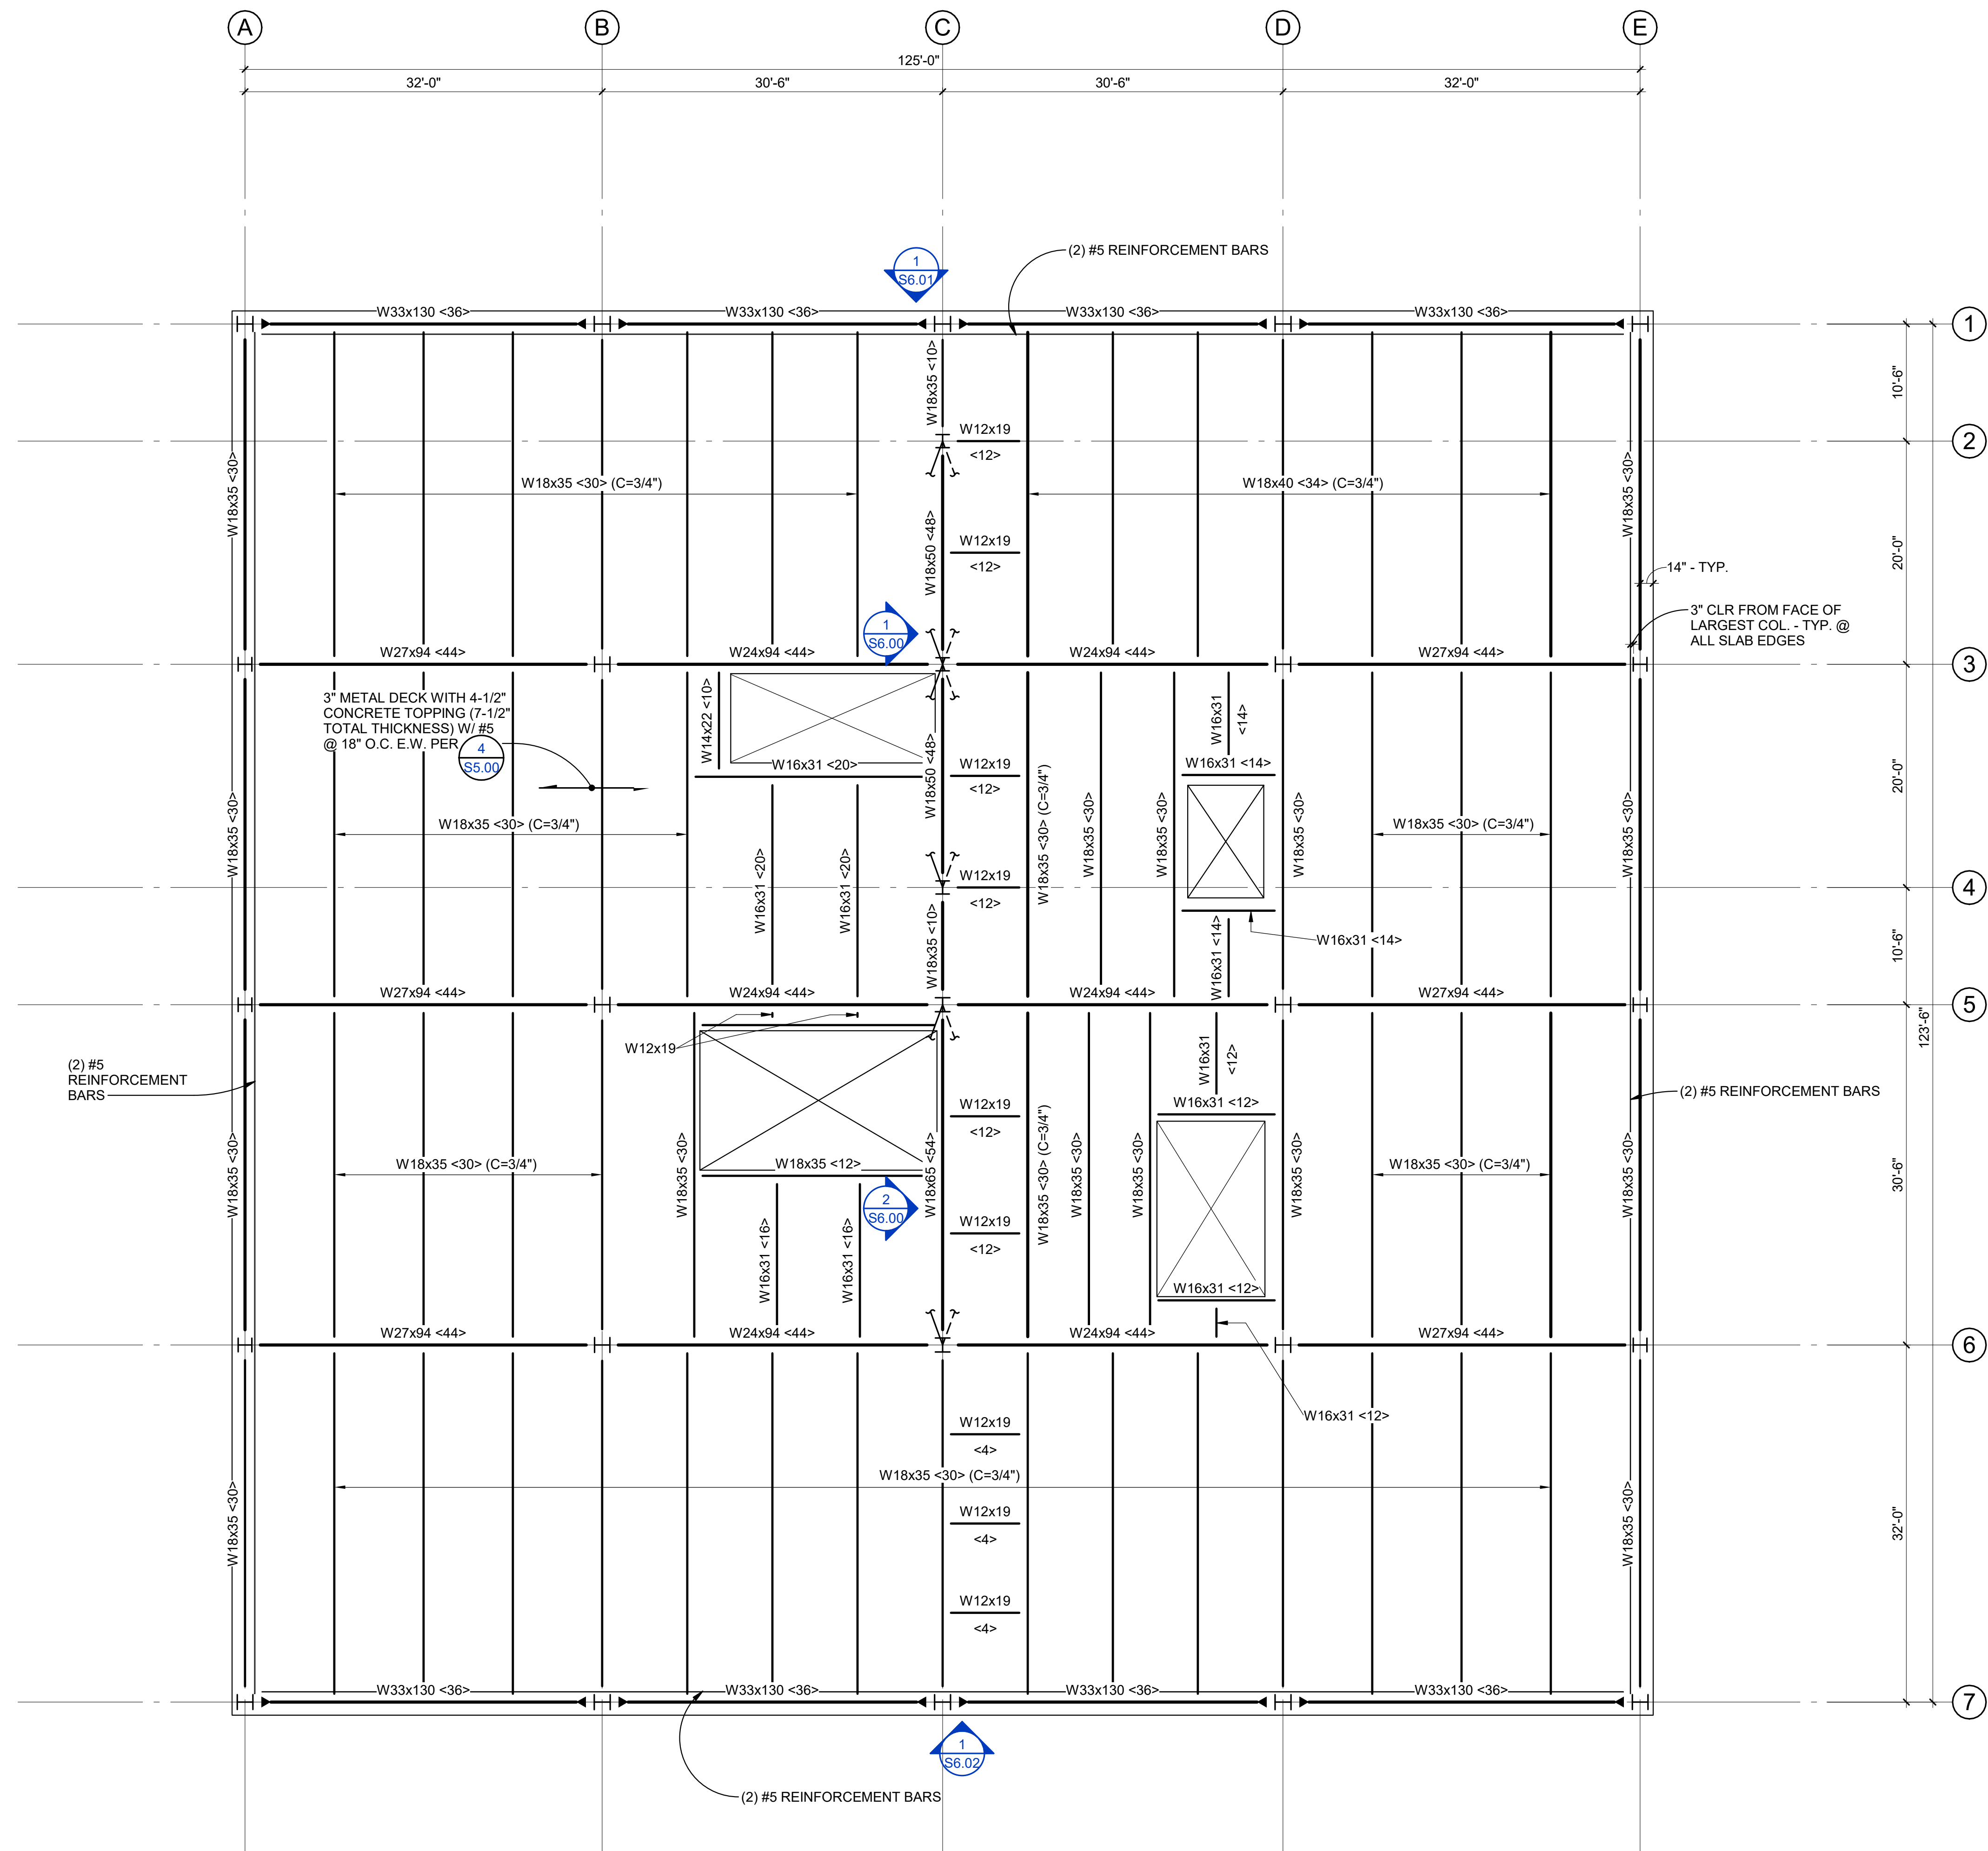 A
B
C
D
E
125'-0"
32'-0"
30'-6"
30'-6"
32'-0"
(2) #5 REINFORCEMENT BARS
1
S6.01
W33x130 <36>
W33x130 <36>
W33x130 <36>
W33x130 <36>
1
W18x35 <10>
10'-6"
W12x19
<12>
2
W18x35 <30>
W18x35 <30> (C=3/4")
W18x40 <34> (C=3/4")
W18x35 <30>
W18x50 <48>
W12x19
<12>
20'-0"
14" - TYP.
3" CLR FROM FACE OF
LARGEST COL. - TYP. @
ALL SLAB EDGES
1
S6.00
W27x94 <44>
W24x94 <44>
W24x94 <44>
W27x94 <44>
3
3" METAL DECK WITH 4-1/2"
CONCRETE TOPPING (7-1/2"
TOTAL THICKNESS) W/ #5
@ 18" O.C. E.W. PER
4
S5.00
W14x22 <10>
W16x31 <20>
W18x50 <48>
W12x19
<12>
W16x31
<14>
W16x31 <14>
20'-0"
W18x35 <30>
W18x35 <30> (C=3/4")
W18x35 <30> (C=3/4")
W18x35 <30>
W18x35 <30>
W18x35 <30>
W18x35 <30> (C=3/4")
W18x35 <30>
W16x31 <20>
W16x31 <20>
W12x19
<12>
4
W18x35 <10>
W16x31 <14>
W16x31 <14>
10'-6"
W27x94 <44>
W24x94 <44>
W24x94 <44>
W27x94 <44>
5
123'-6"
W12x19
W16x31
<12>
(2) #5
REINFORCEMENT
BARS
(2) #5 REINFORCEMENT BARS
W12x19
<12>
W16x31 <12>
W18x35 <30>
W18x35 <30> (C=3/4")
W18x35 <30>
W18x35 <12>
W18x65 <54>
W18x35 <30> (C=3/4")
W18x35 <30>
W18x35 <30>
W18x35 <30>
W18x35 <30> (C=3/4")
W18x35 <30>
30'-6"
2
S6.00
W12x19
<12>
W16x31 <16>
W16x31 <16>
W16x31 <12>
W27x94 <44>
W24x94 <44>
W24x94 <44>
W27x94 <44>
6
W16x31 <12>
W12x19
<4>
W18x35 <30> (C=3/4")
W18x35 <30>
W18x35 <30>
W12x19
<4>
32'-0"
W12x19
<4>
W33x130 <36>
W33x130 <36>
W33x130 <36>
W33x130 <36>
7
1
S6.02
(2) #5 REINFORCEMENT BARS